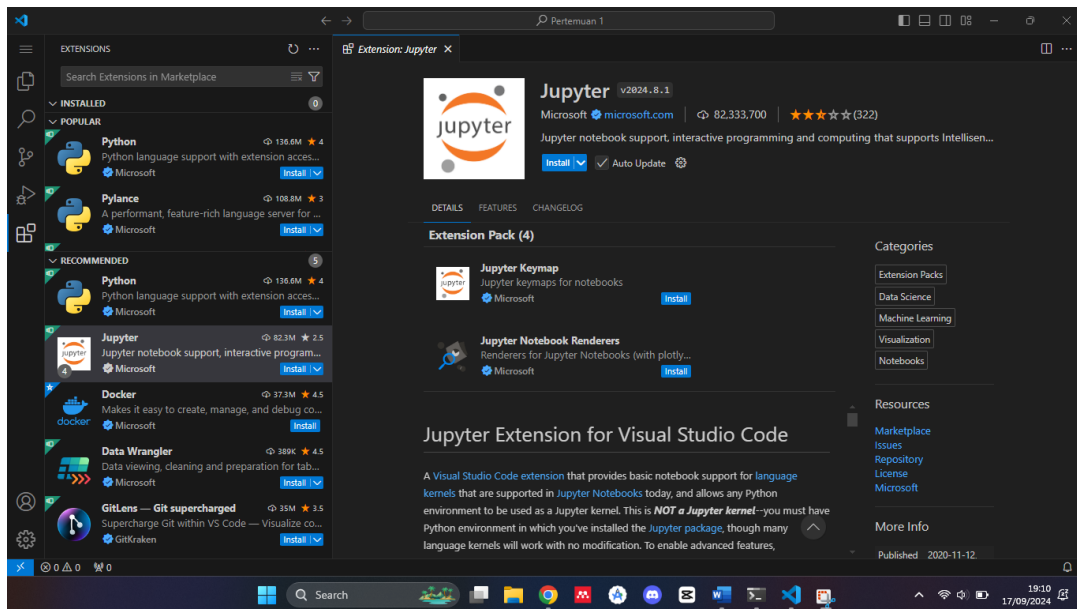 Pertemuan 1
EXTENSIONS
Search Extensions in Marketplace
INSTALLED 0
POPULAR
Python 136.6M 4
Python language support with extension acces...
Microsoft Install
Pylance 108.8M 3
A performant, feature-rich language server for ...
Microsoft Install
RECOMMENDED 5
Python 136.6M 4
Python language support with extension acces...
Microsoft Install
Jupyter 82.3M 2.5
jupyter
Jupyter notebook support, interactive program...
4
Microsoft Install
Docker 37.3M 4.5
Makes it easy to create, manage, and debug co...
docker
Microsoft Install
Data Wrangler 389K 4.5
Data viewing, cleaning and preparation for tab...
Microsoft Install
GitLens — Git supercharged 35M 3.5
Supercharge Git within VS Code — Visualize co...
GitKraken Install
Extension: Jupyter
jupyter
Jupyter v2024.8.1
Microsoft microsoft.com 82,333,700 (322)
Jupyter notebook support, interactive programming and computing that supports Intellisen...
Install Auto Update
DETAILS FEATURES CHANGELOG
Extension Pack (4)
jupyter
Jupyter Keymap
Jupyter keymaps for notebooks
Microsoft Install
Jupyter Notebook Renderers
Renderers for Jupyter Notebooks (with plotly...
Microsoft Install
Jupyter Extension for Visual Studio Code
A Visual Studio Code extension that provides basic notebook support for language
kernels that are supported in Jupyter Notebooks today, and allows any Python
environment to be used as a Jupyter kernel. This is NOT a Jupyter kernel--you must have
Python environment in which you've installed the Jupyter package, though many
language kernels will work with no modification. To enable advanced features,
Categories
Extension Packs
Data Science
Machine Learning
Visualization
Notebooks
Resources
Marketplace
Issues
Repository
License
Microsoft
More Info
Published 2020-11-12,
0 0 0
Search
19:10
17/09/2024